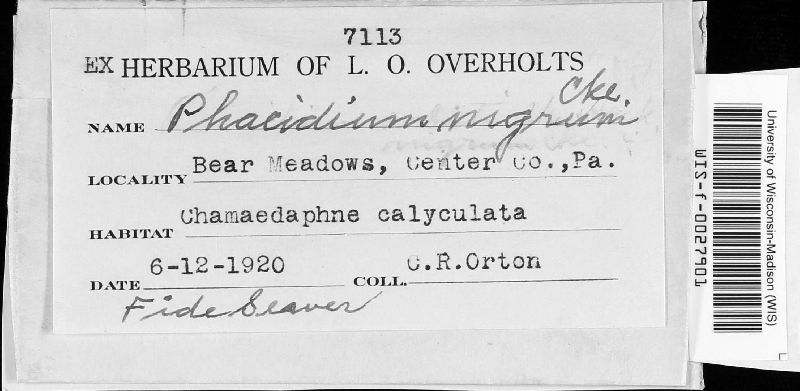 7113
EX HERBARIUM OF L. O. OVERHOLTS
Cke.
NAME Phacidium nigrum
LOCALITY Bear Meadows, Center Co.,Pa.
HABITAT Chamaedaphne calyculata
DATE 6-12-1920 COLL. C.R.Orton
Fide Seaver
University of Wisconsin-Madison (WIS)
WIS-f-0027901